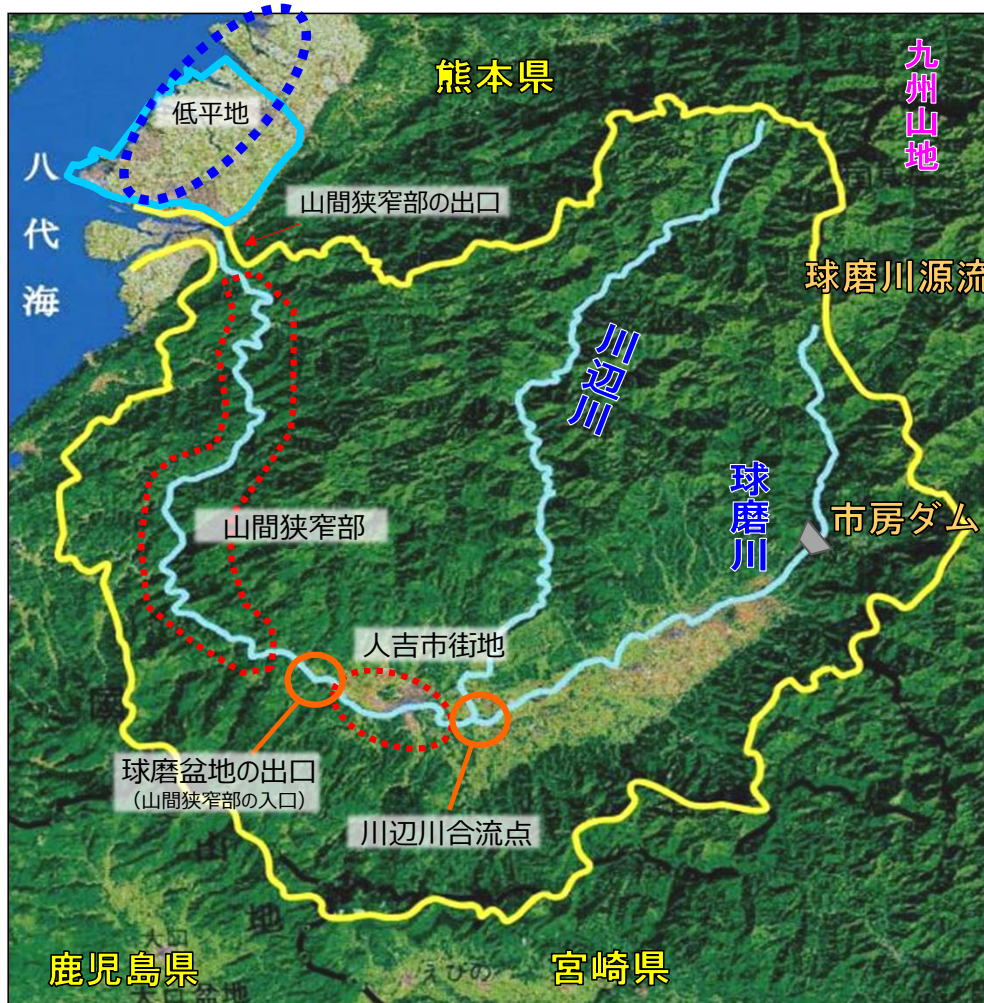 熊本県
九州山地
低平地
八代海
山間狭窄部の出口
球磨川源流
川辺川
球磨川
市房ダム
山間狭窄部
人吉市街地
球磨盆地の出口
（山間狭窄部の入口）
川辺川合流点
鹿児島県
えびの
宮崎県